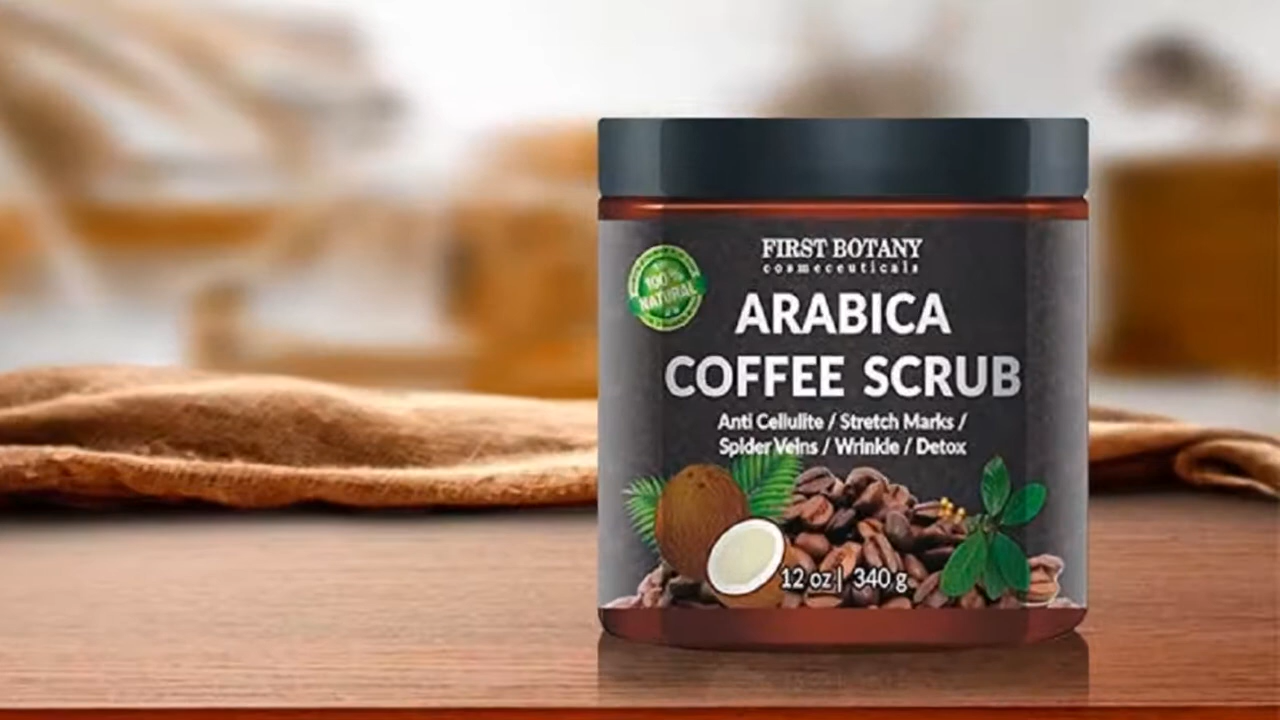 FIRST BOTANY
cosmeceuticals
100%
NATURAL
ARABICA
COFFEE SCRUB
Anti Cellulite / Stretch Marks /
Spider Veins / Wrinkle / Detox
12 oz | 340 g